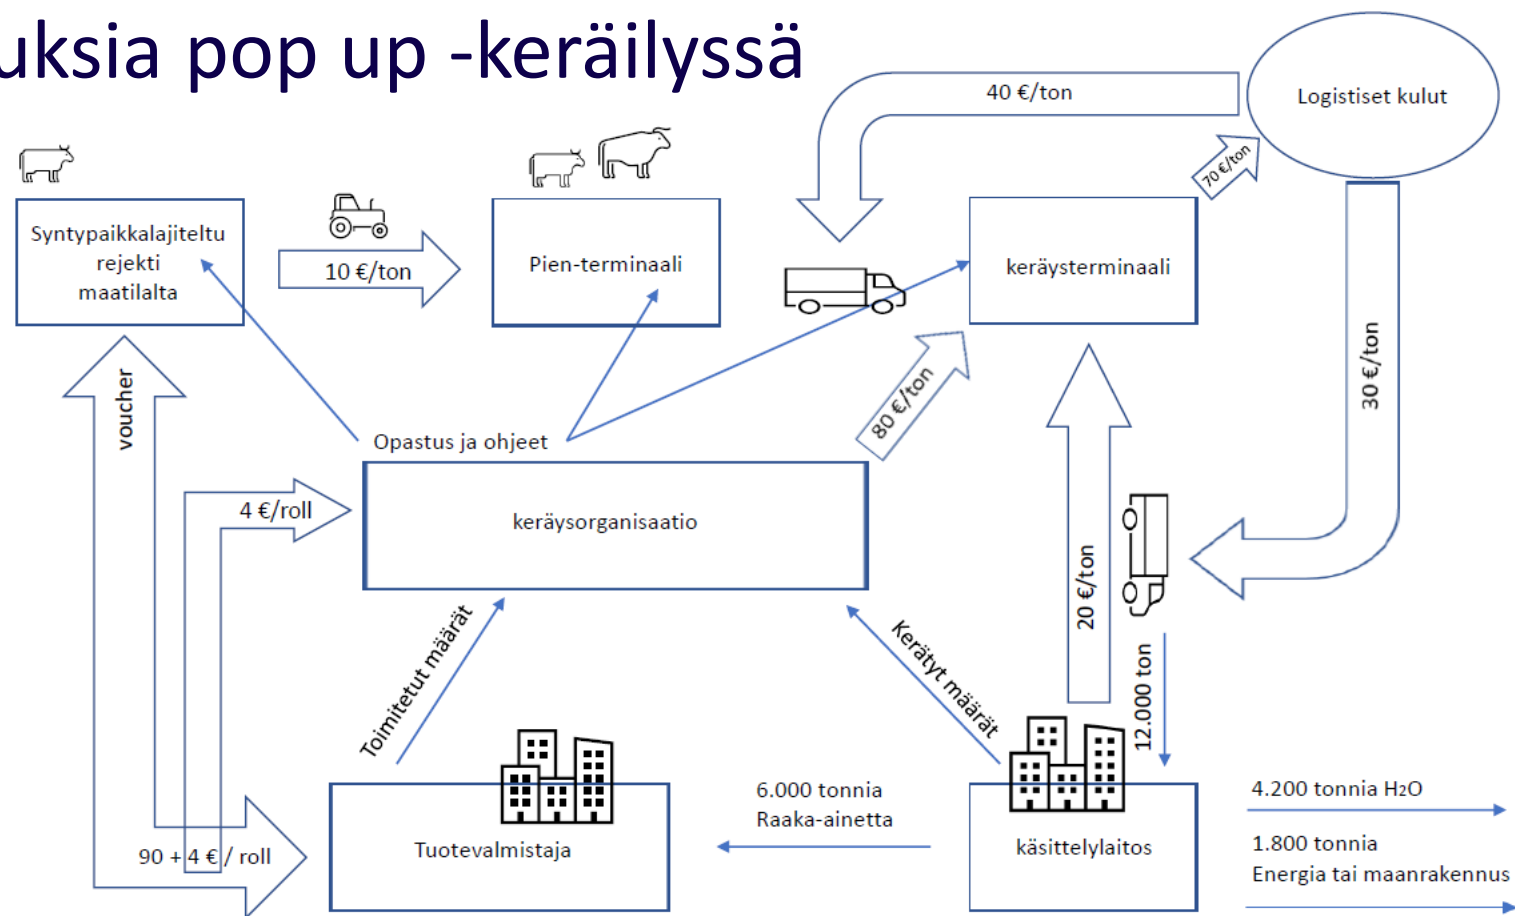 uksia pop up -keräilyssä
40 €/ton
Logistiset kulut
70 €/ton
Syntypaikkalajiteltu
rejekti
maatilalta
10 €/ton
Pien-terminaali
keräysterminaali
30 €/ton
voucher
80 €/ton
Opastus ja ohjeet
4 €/roll
keräysorganisaatio
20 €/ton
Toimitetut määrät
Kerätyt määrät
12.000 ton
90 + 4 € / roll
Tuotevalmistaja
6.000 tonnia
Raaka-ainetta
käsittelylaitos
4.200 tonnia H2O
1.800 tonnia
Energia tai maanrakennus